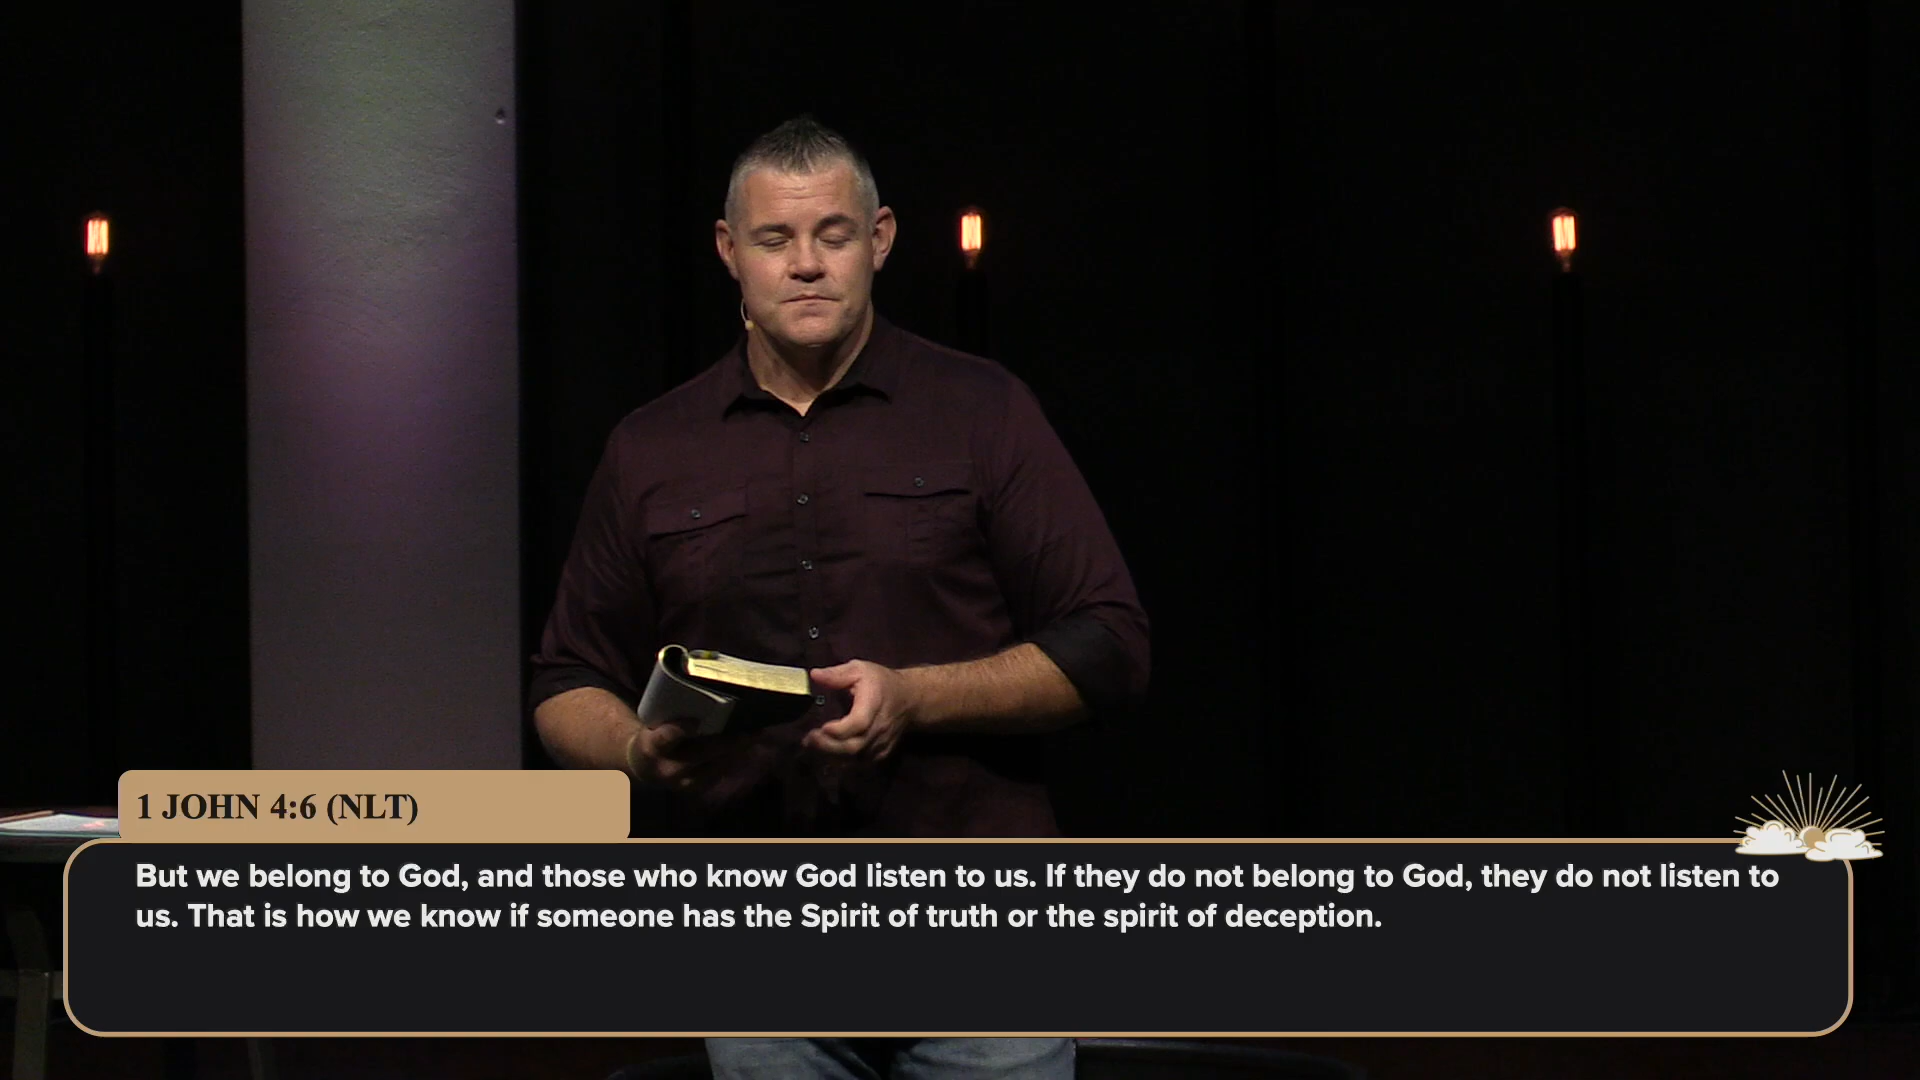 1 JOHN 4:6 (NLT)
But we belong to God, and those who know God listen to us. If they do not belong to God, they do not listen to
us. That is how we know if someone has the Spirit of truth or the spirit of deception.